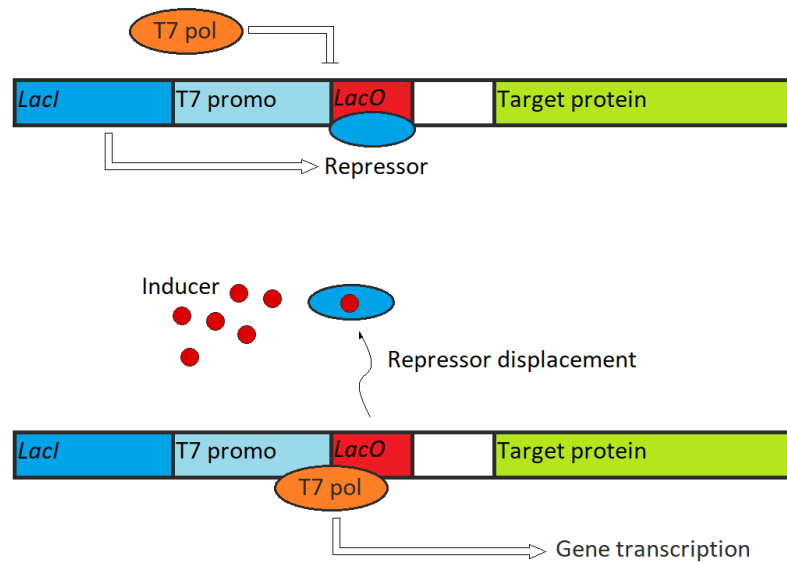 T7 pol
LacI
T7 promo
LacO
Target protein
Repressor
Inducer
Repressor displacement
LacI
T7 promo
LacO
Target protein
T7 pol
Gene transcription